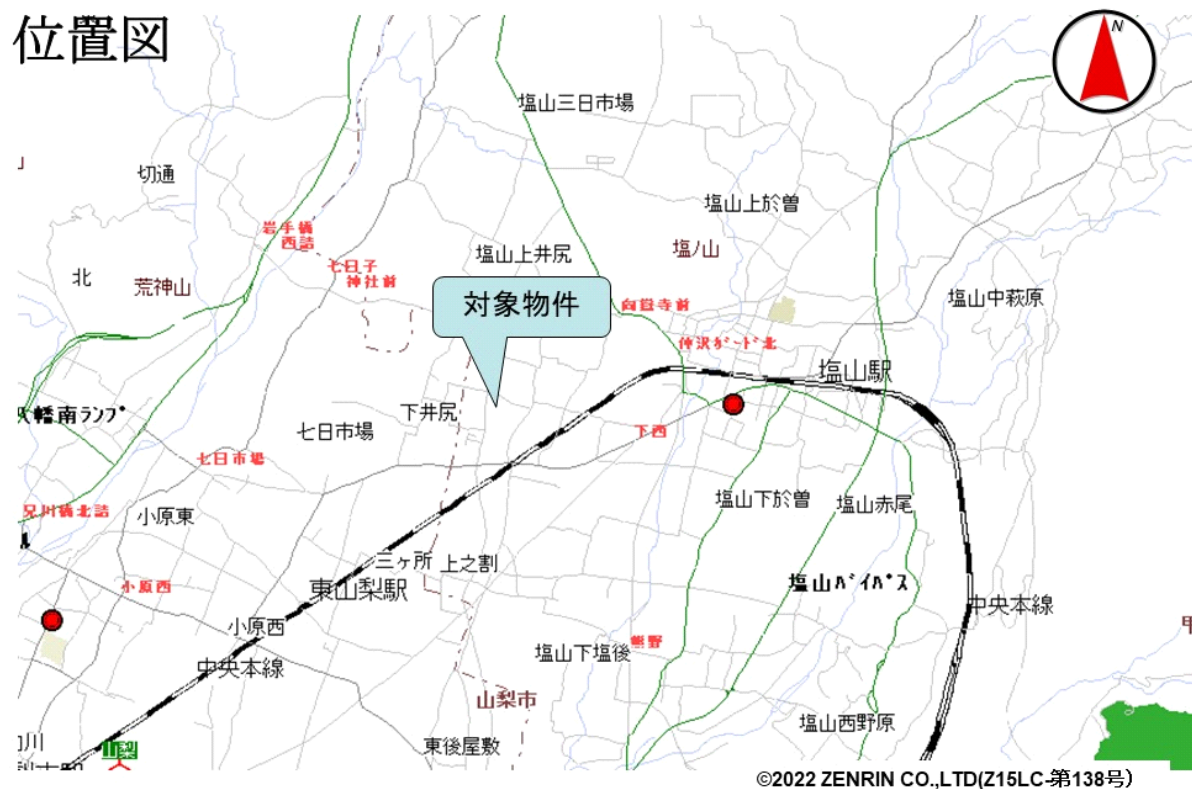 位置図
N
塩山三日市場
切通
塩山上於曽
岩手橋
西詰
塩山上井尻
塩ノ山
七日子
神社前
北
荒神山
塩山中萩原
対象物件
向嶽寺前
仲沢ガード北
塩山駅
八幡南ランプ
下井尻
七日市場
下西
七日市場
塩山下於曽
塩山赤尾
小原東
三ヶ所
上之割
小原西
東山梨駅
塩山バイパス
中央本線
小原西
熊野
塩山下塩後
中央本線
山梨市
塩山西野原
東後屋敷
山梨
©2022 ZENRIN CO.,LTD(Z15LC-第138号)